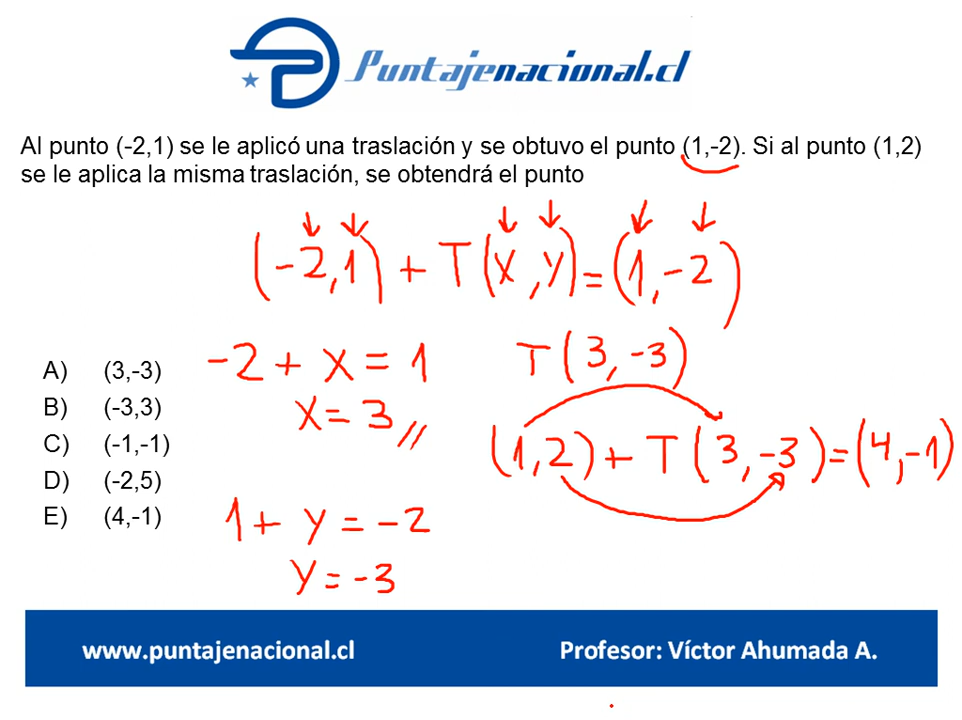 Puntajenacional.cl
Al punto (-2,1) se le aplicó una traslación y se obtuvo el punto (1,-2). Si al punto (1,2)
se le aplica la misma traslación, se obtendrá el punto
(-2,1) + T(x,y) = (1,-2)
-2 + x = 1
T(3,-3)
A) (3,-3)
x = 3 //
B) (-3,3)
(1,2) + T(3,-3) = (4,-1)
C) (-1,-1)
D) (-2,5)
E) (4,-1)
1 + y = -2
y = -3
www.puntajenacional.cl Profesor: Víctor Ahumada A.